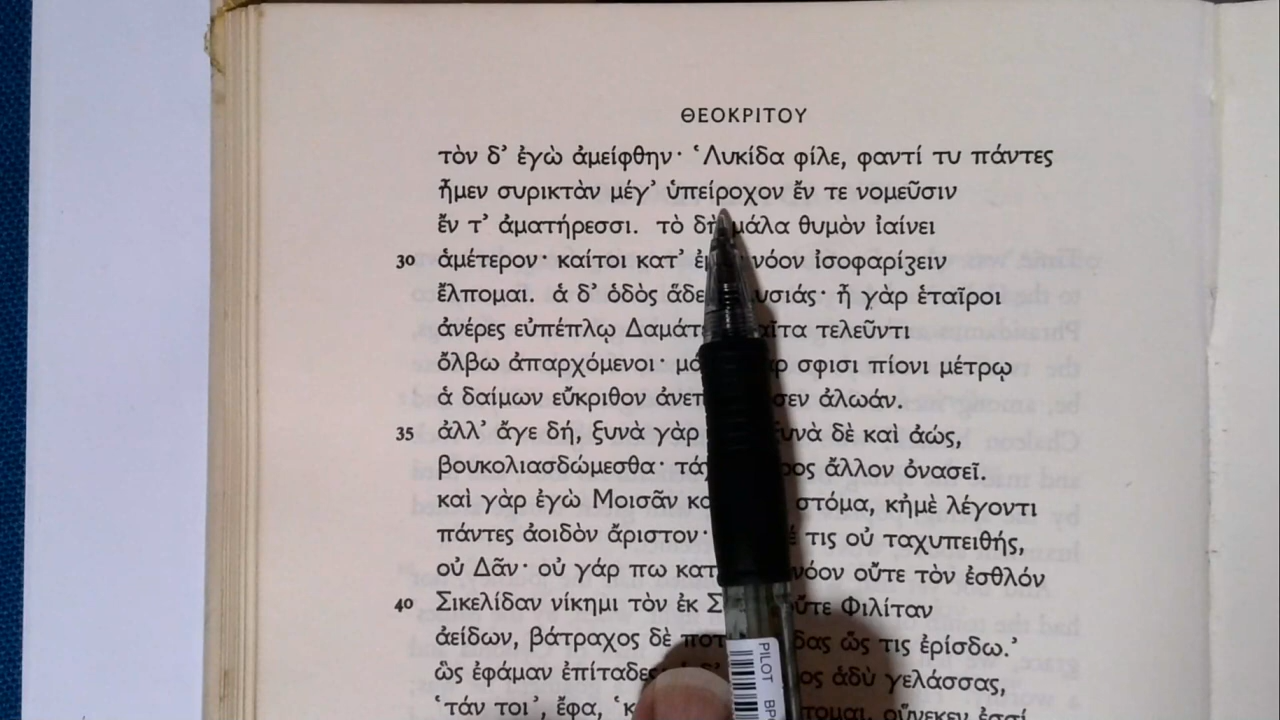 ΘΕΟΚΡΙΤΟΥ
τὸν δ’ ἐγὼ ἀμείφθην· ‘Λυκίδα φίλε, φαντί τυ πάντες
ἦμεν συρικτὰν μέγ’ ὑπείροχον ἔν τε νομεῦσιν
ἔν τ’ ἀματήρεσσι. τὸ δὴ μάλα θυμὸν ἰαίνει
30 ἁμέτερον· καίτοι κατ’ νόον ἰσοφαρίζειν
ἔλπομαι. ἁ δ’ ὁδὸς ἅδε ἦ γὰρ ἑταῖροι
ἀνέρες εὐπέπλῳ τελεῦντι
ὄλβω ἀπαρχόμενοι· σφισι πίονι μέτρῳ
ἁ δαίμων εὔκριθον ἀλωάν.
35 ἀλλ’ ἄγε δή, ξυνὰ γὰρ ξυνὰ δὲ καὶ ἀώς,
βουκολιασδώμεσθα· ἄλλον ὀνασεῖ.
καὶ γὰρ ἐγὼ Μοισᾶν στόμα, κἠμὲ λέγοντι
πάντες ἀοιδὸν ἄριστον· τις οὐ ταχυπειθής,
οὐ Δᾶν· οὐ γάρ πω νόον οὔτε τὸν ἐσθλόν
40 Σικελίδαν νίκημι τὸν ἐκ οὔτε Φιλίταν
ἀείδων, βάτραχος δὲ ὥς τις ἐρίσδω.’
ὣς ἐφάμαν ἁδὺ γελάσσας,
‘τάν τοι’, ἔφα, οὕνεκεν ἐσσί
PILOT